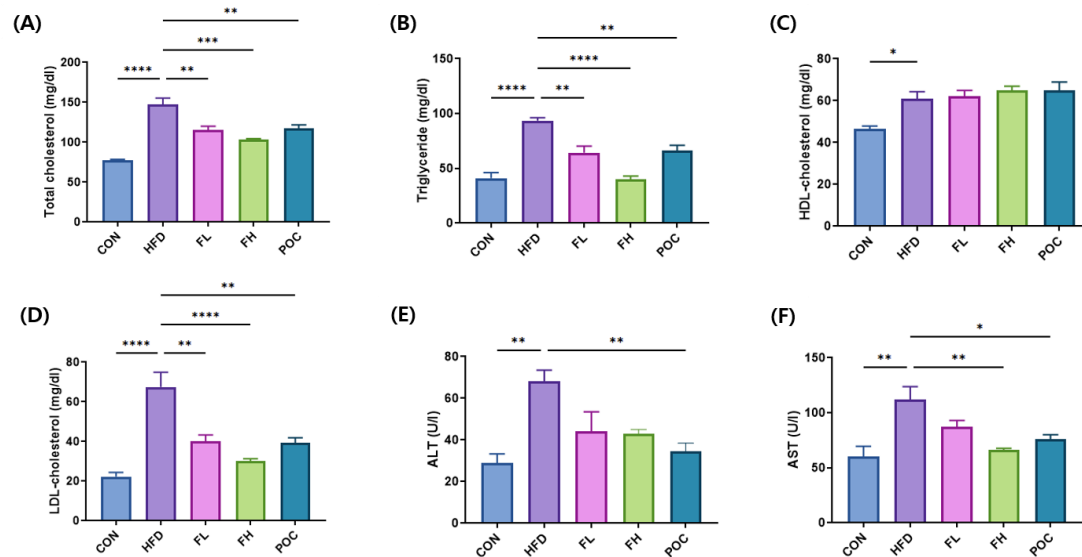 (A)
**
***
****
**
Total cholesterol (mg/dl)
200
150
100
50
0
CON
HFD
FL
FH
POC
(B)
**
****
****
**
Triglyceride (mg/dl)
150
100
50
0
CON
HFD
FL
FH
POC
(C)
*
HDL-cholesterol (mg/dl)
80
60
40
20
0
CON
HFD
FL
FH
POC
(D)
**
****
****
**
LDL-cholesterol (mg/dl)
80
60
40
20
0
CON
HFD
FL
FH
POC
(E)
**
**
ALT (U/l)
80
60
40
20
0
CON
HFD
FL
FH
POC
(F)
*
**
**
AST (U/l)
150
100
50
0
CON
HFD
FL
FH
POC